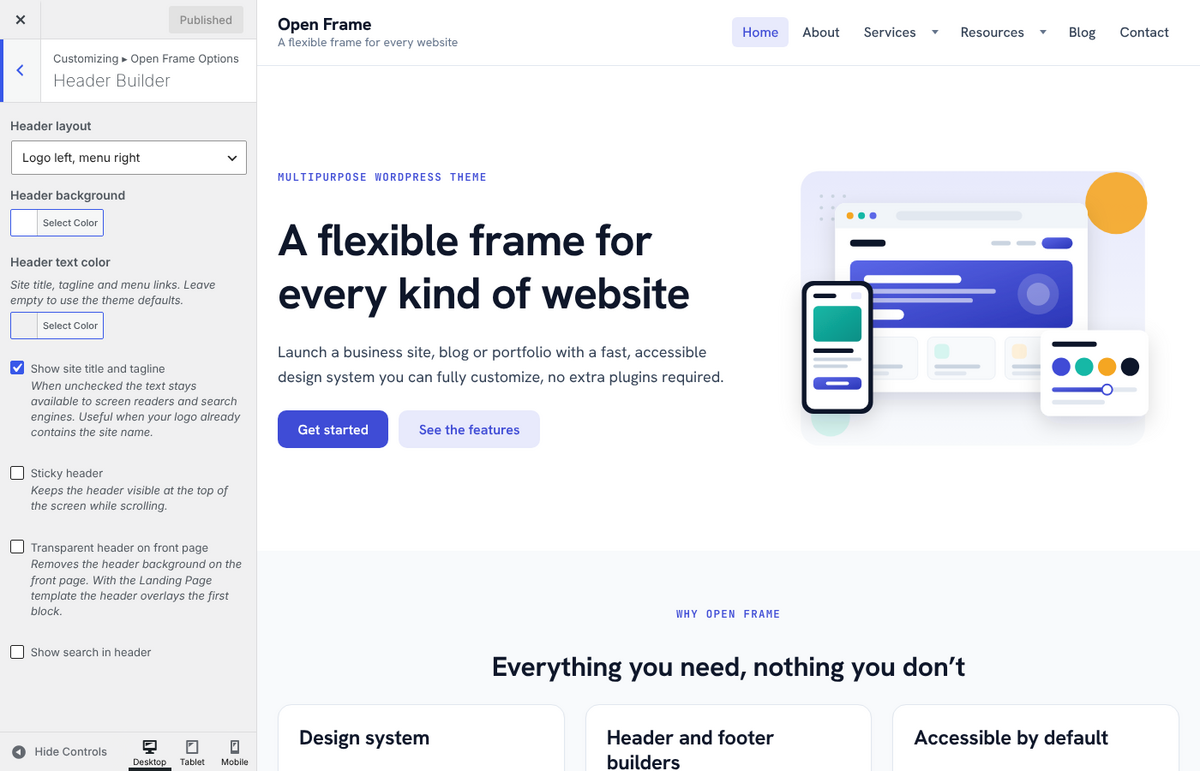 Published
Customizing ▸ Open Frame Options
Header Builder
Header layout
Logo left, menu right
Header background
Select Color
Header text color
Site title, tagline and menu links. Leave
empty to use the theme defaults.
Select Color
Show site title and tagline
When unchecked the text stays
available to screen readers and search
engines. Useful when your logo already
contains the site name.
Sticky header
Keeps the header visible at the top of
the screen while scrolling.
Transparent header on front page
Removes the header background on the
front page. With the Landing Page
template the header overlays the first
block.
Show search in header
Hide Controls
Desktop
Tablet
Mobile
Open Frame
A flexible frame for every website
Home
About
Services
Resources
Blog
Contact
MULTIPURPOSE WORDPRESS THEME
A flexible frame for
every kind of website
Launch a business site, blog or portfolio with a fast, accessible
design system you can fully customize, no extra plugins required.
Get started
See the features
WHY OPEN FRAME
Everything you need, nothing you don’t
Design system
Header and footer
builders
Accessible by default